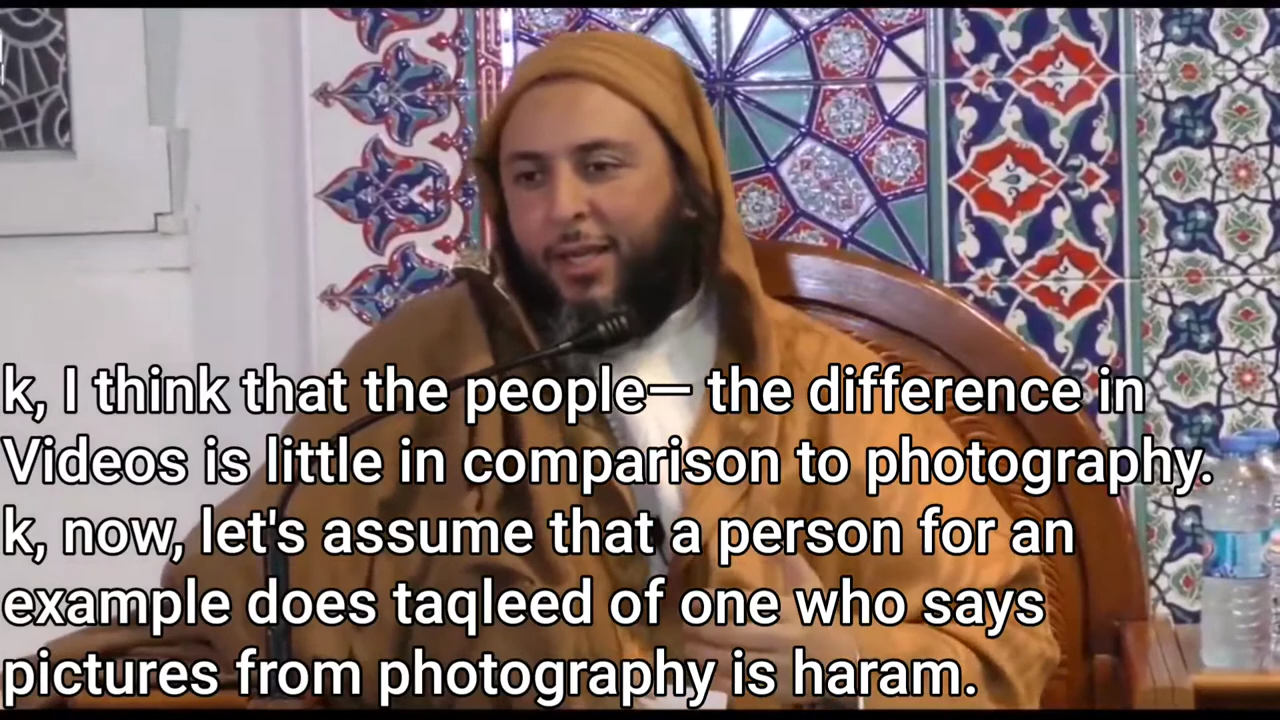 k, I think that the people— the difference in
Videos is little in comparison to photography.
k, now, let's assume that a person for an
example does taqleed of one who says
pictures from photography is haram.